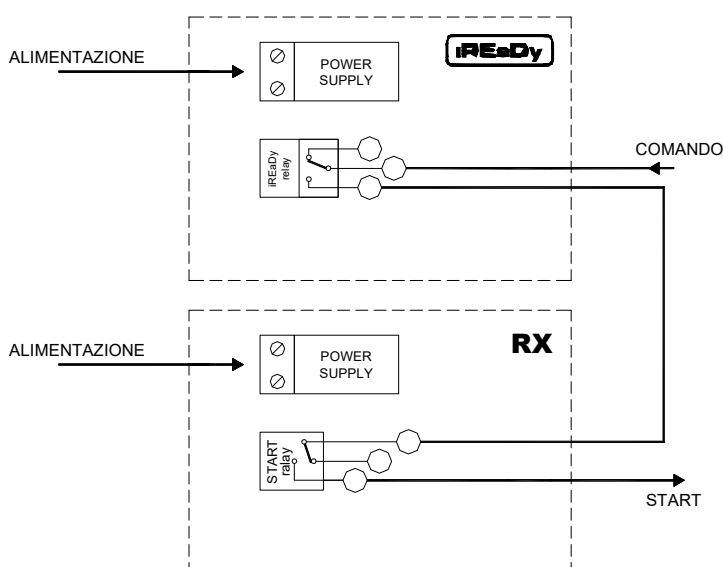 ALIMENTAZIONE
POWER
SUPPLY
iREaDy
iREaDy
relay
COMANDO
ALIMENTAZIONE
POWER
SUPPLY
RX
START
ralay
START